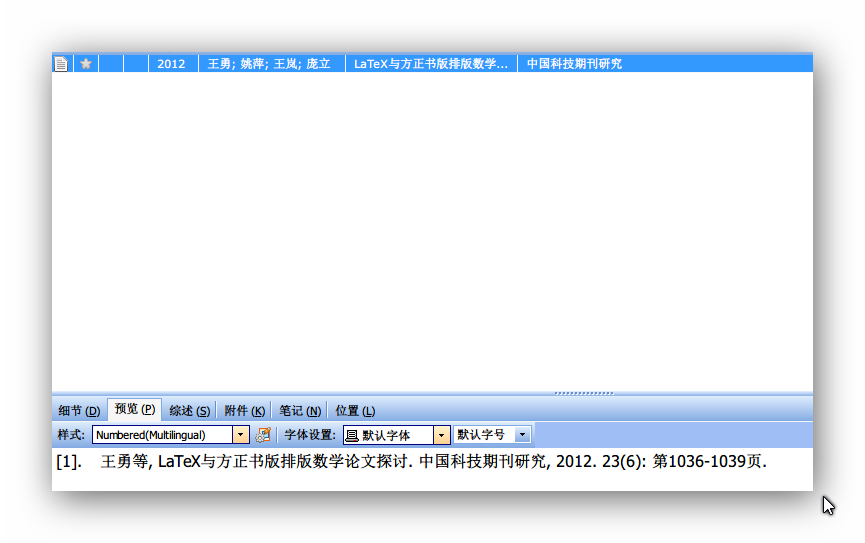 2012 王勇; 姚萍; 王岚; 庞立 LaTeX与方正书版排版数学... 中国科技期刊研究
细节 (D) 预览 (P) 综述 (S) 附件 (K) 笔记 (N) 位置 (L)
样式: Numbered(Multilingual) 字体设置: 默认字体 默认字号
[1]. 王勇等, LaTeX与方正书版排版数学论文探讨. 中国科技期刊研究, 2012. 23(6): 第1036-1039页.